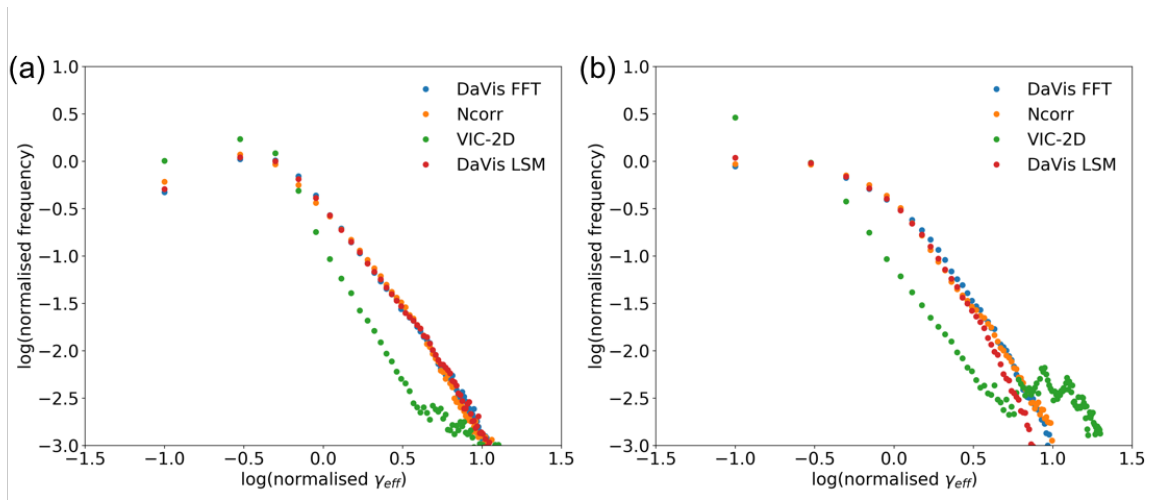 (a)
log(normalised frequency)
1.0
0.5
0.0
−0.5
−1.0
−1.5
−2.0
−2.5
−3.0
DaVis FFT
Ncorr
VIC-2D
DaVis LSM
−1.5 −1.0 −0.5 0.0 0.5 1.0 1.5
log(normalised γeff)
(b)
log(normalised frequency)
1.0
0.5
0.0
−0.5
−1.0
−1.5
−2.0
−2.5
−3.0
DaVis FFT
Ncorr
VIC-2D
DaVis LSM
−1.5 −1.0 −0.5 0.0 0.5 1.0 1.5
log(normalised γeff)